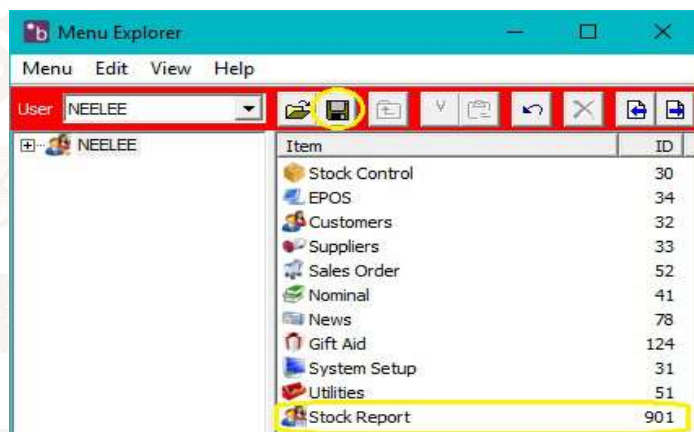 Menu Explorer
Menu Edit View Help
User NEELEE
NEELEE
Item ID
Stock Control 30
EPOS 34
Customers 32
Suppliers 33
Sales Order 52
Nominal 41
News 78
Gift Aid 124
System Setup 31
Utilities 51
Stock Report 901